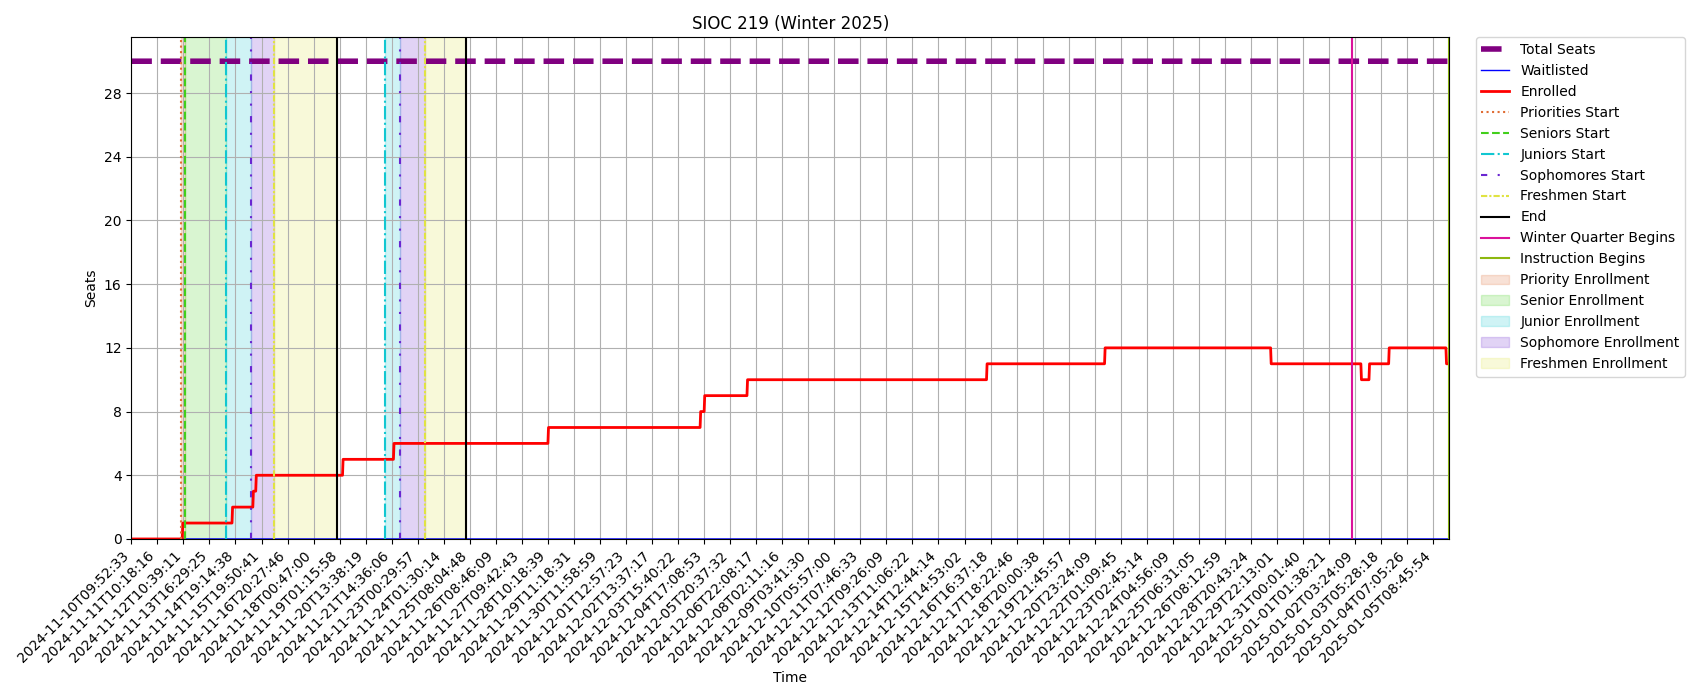 SIOC 219 (Winter 2025)
Seats
28
24
20
16
12
8
4
0
2024-11-10T09:52:33
2024-11-11T10:18:16
2024-11-12T10:39:11
2024-11-13T16:29:25
2024-11-14T19:14:38
2024-11-15T19:50:41
2024-11-16T20:27:46
2024-11-18T00:47:00
2024-11-19T01:15:58
2024-11-20T13:38:19
2024-11-21T14:36:06
2024-11-23T00:29:57
2024-11-24T01:30:14
2024-11-25T08:04:48
2024-11-26T08:46:09
2024-11-27T09:42:43
2024-11-28T10:18:39
2024-11-29T11:18:31
2024-11-30T11:58:59
2024-12-01T12:57:23
2024-12-02T13:37:17
2024-12-03T15:40:22
2024-12-04T17:08:53
2024-12-05T20:37:32
2024-12-06T22:08:17
2024-12-08T02:11:16
2024-12-09T03:41:30
2024-12-10T05:57:00
2024-12-11T07:46:33
2024-12-12T09:26:09
2024-12-13T11:06:22
2024-12-14T12:44:14
2024-12-15T14:53:02
2024-12-16T16:37:18
2024-12-17T18:22:46
2024-12-18T20:00:38
2024-12-19T21:45:57
2024-12-20T23:24:09
2024-12-22T01:09:45
2024-12-23T02:45:14
2024-12-24T04:56:09
2024-12-25T06:31:05
2024-12-26T08:12:59
2024-12-28T20:43:24
2024-12-29T22:13:01
2024-12-31T00:01:40
2025-01-01T01:38:21
2025-01-02T03:24:09
2025-01-03T05:28:18
2025-01-04T07:05:26
2025-01-05T08:45:54
Time
Total Seats
Waitlisted
Enrolled
Priorities Start
Seniors Start
Juniors Start
Sophomores Start
Freshmen Start
End
Winter Quarter Begins
Instruction Begins
Priority Enrollment
Senior Enrollment
Junior Enrollment
Sophomore Enrollment
Freshmen Enrollment